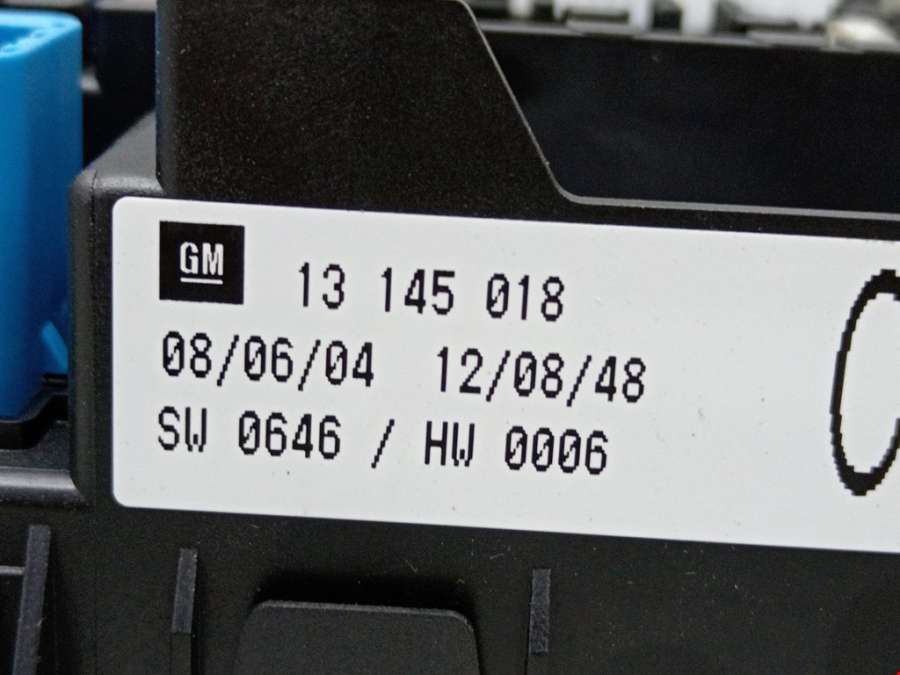 GM 13 145 018
08/06/04 12/08/48
SW 0646 / HW 0006